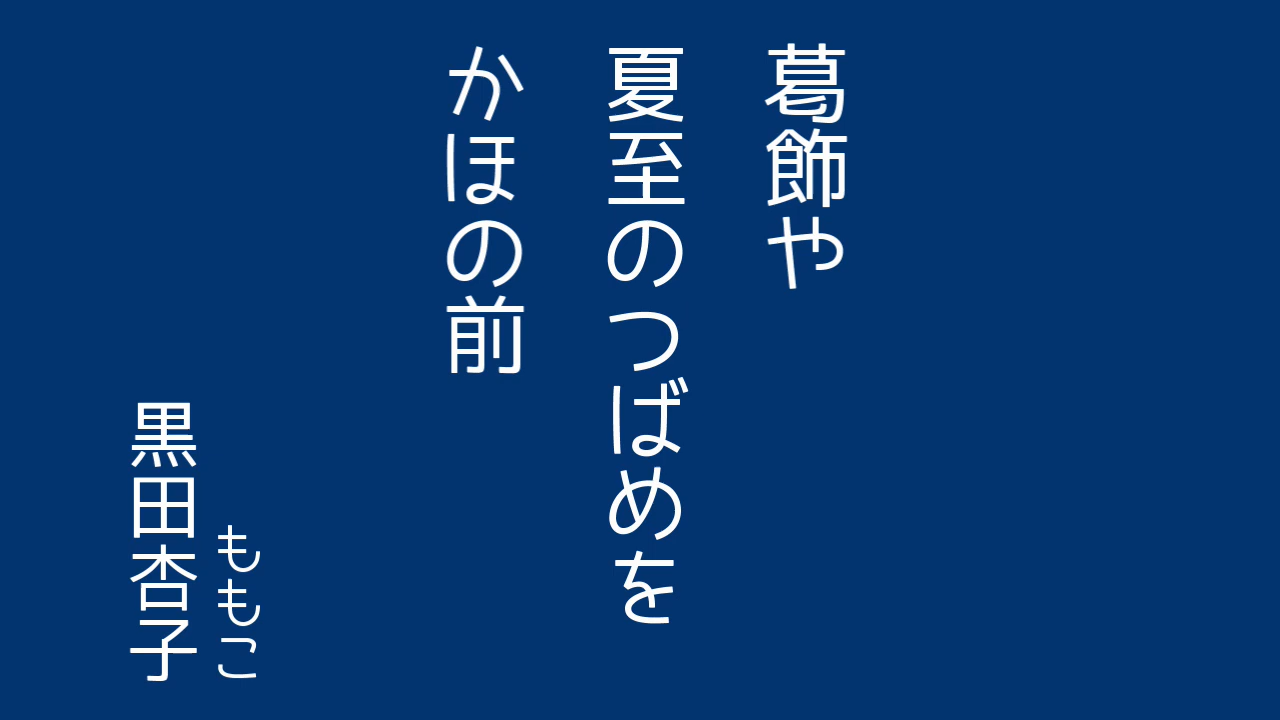 葛飾や
夏至のつばめを
かほの前
ももこ
黒田杏子